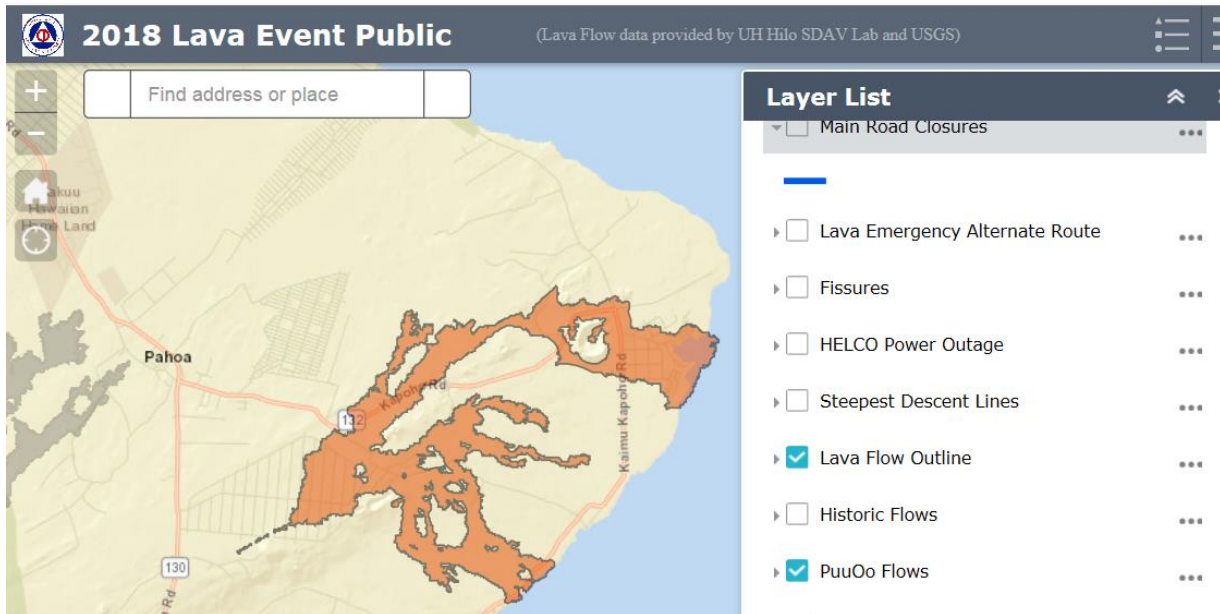 2018 Lava Event Public
(Lava Flow data provided by UH Hilo SDAV Lab and USGS)
Find address or place
Layer List
Main Road Closures
Lava Emergency Alternate Route
Fissures
HELCO Power Outage
Steepest Descent Lines
Lava Flow Outline
Historic Flows
PuuOo Flows
Rd
Hawaiian
Home Land
Pahoa
Kapoho Rd
132
Kaimu Kapoho Rd
130
Rd